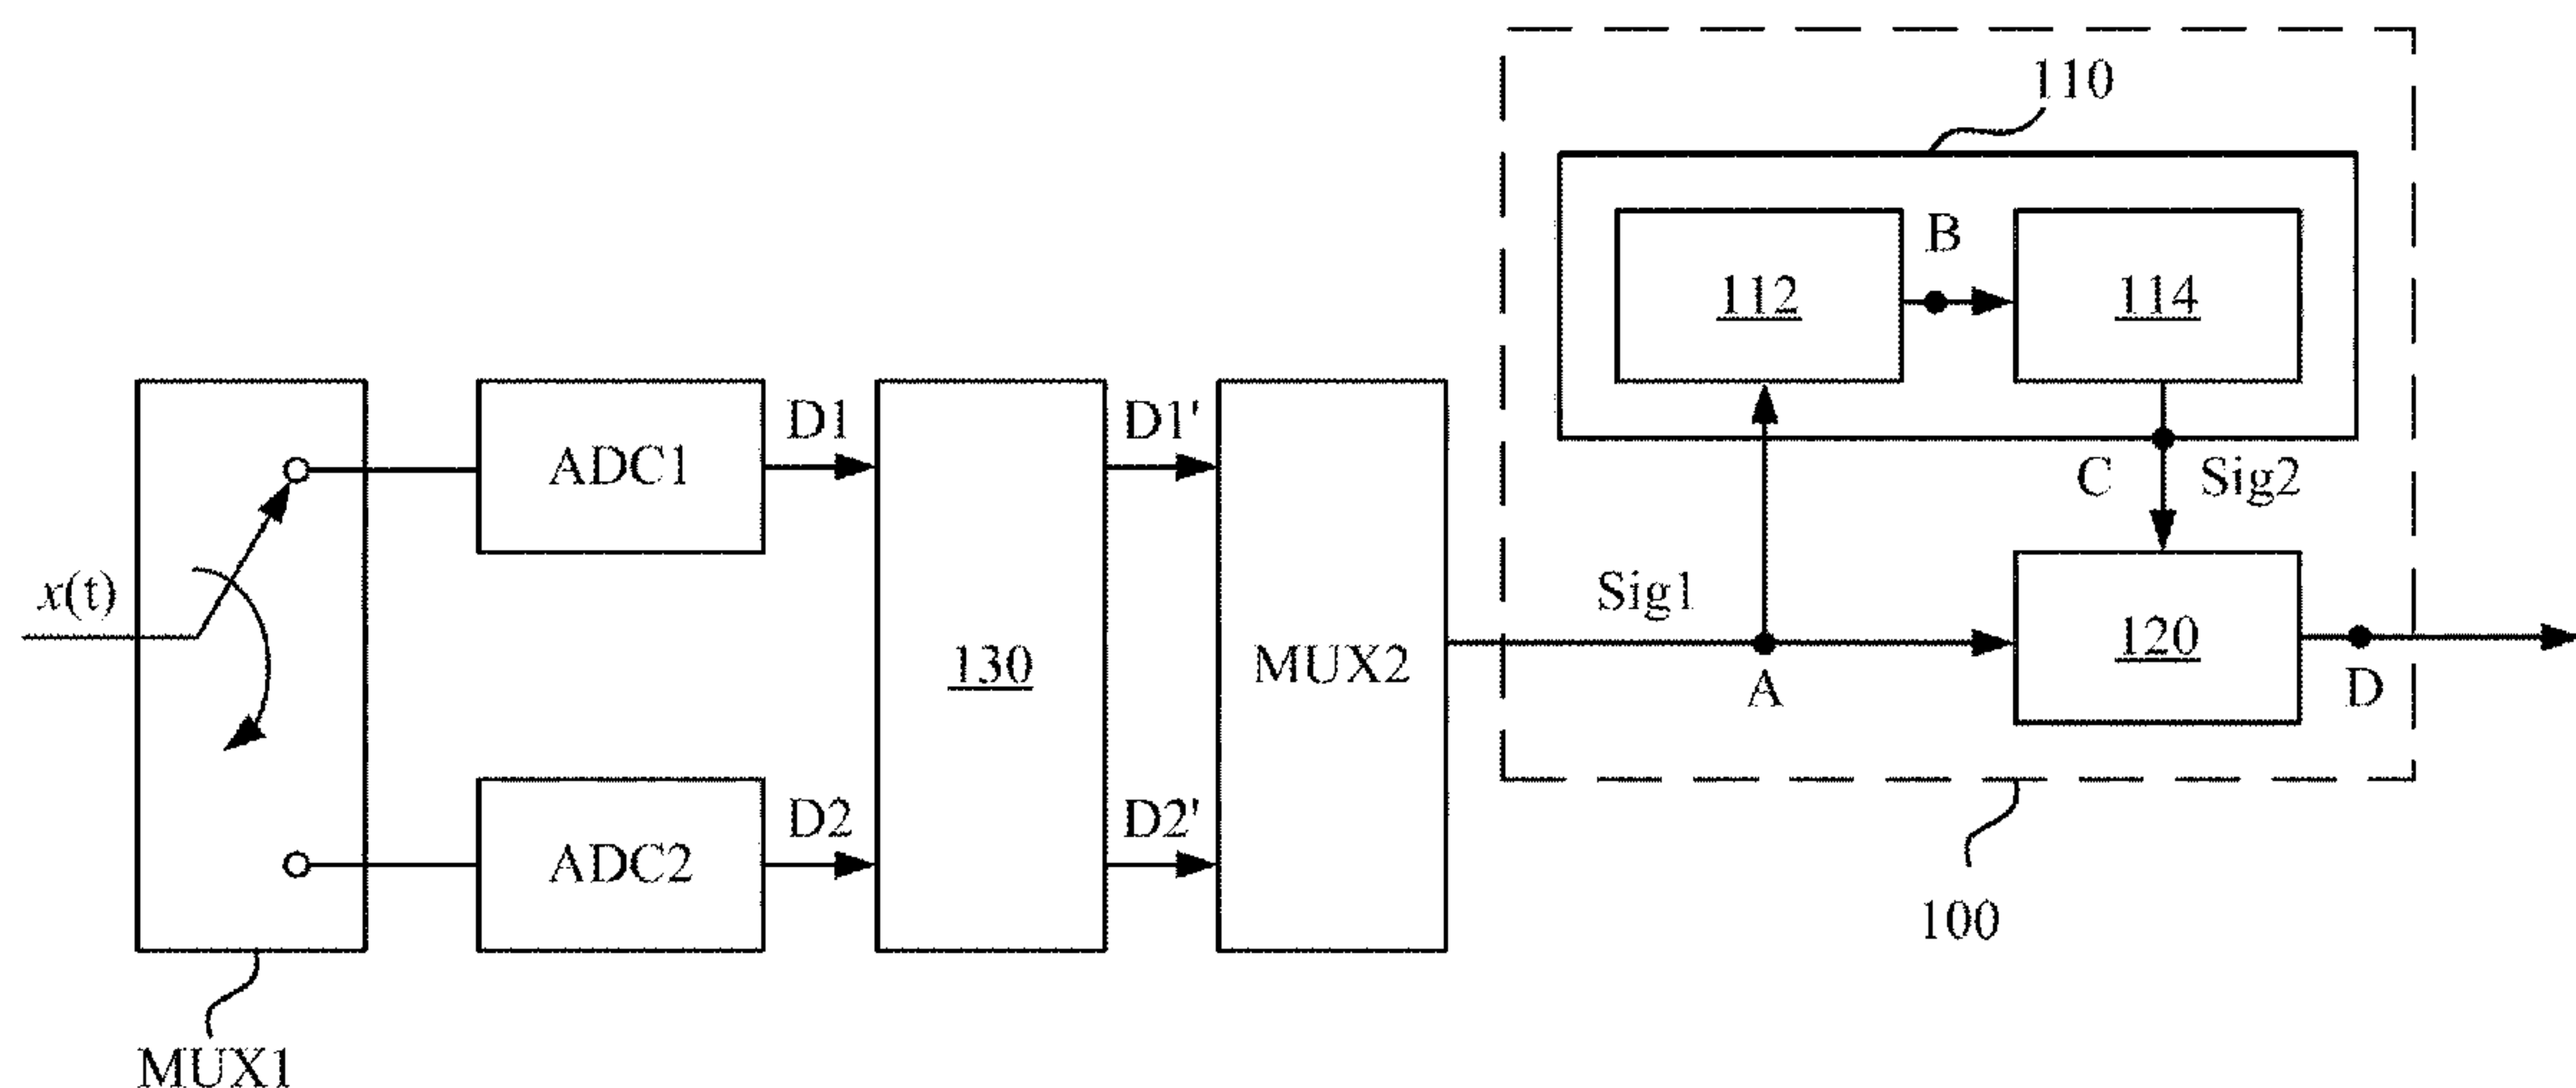 110
B
112
114
D1
D1'
ADC1
C
Sig2
x(t)
Sig1
130
MUX2
120
A
D
D2
D2'
ADC2
100
MUX1